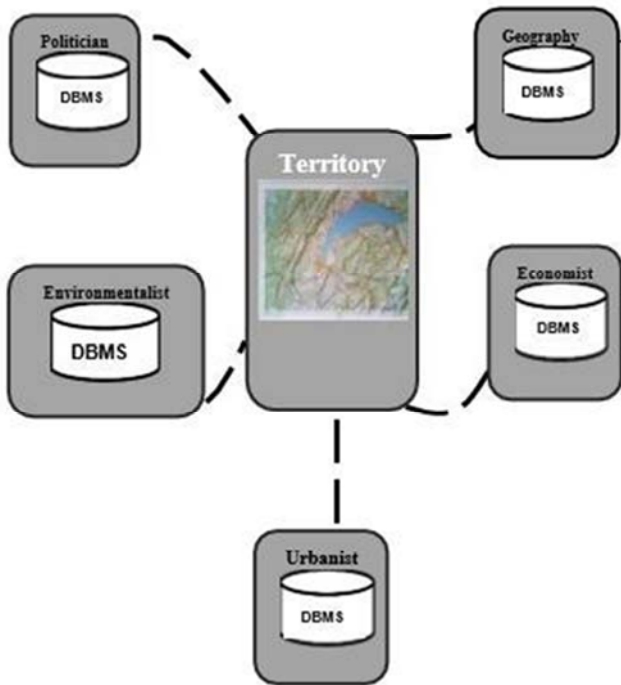 Politician
DBMS
Geography
DBMS
Territory
Environmentalist
DBMS
Economist
DBMS
Urbanist
DBMS